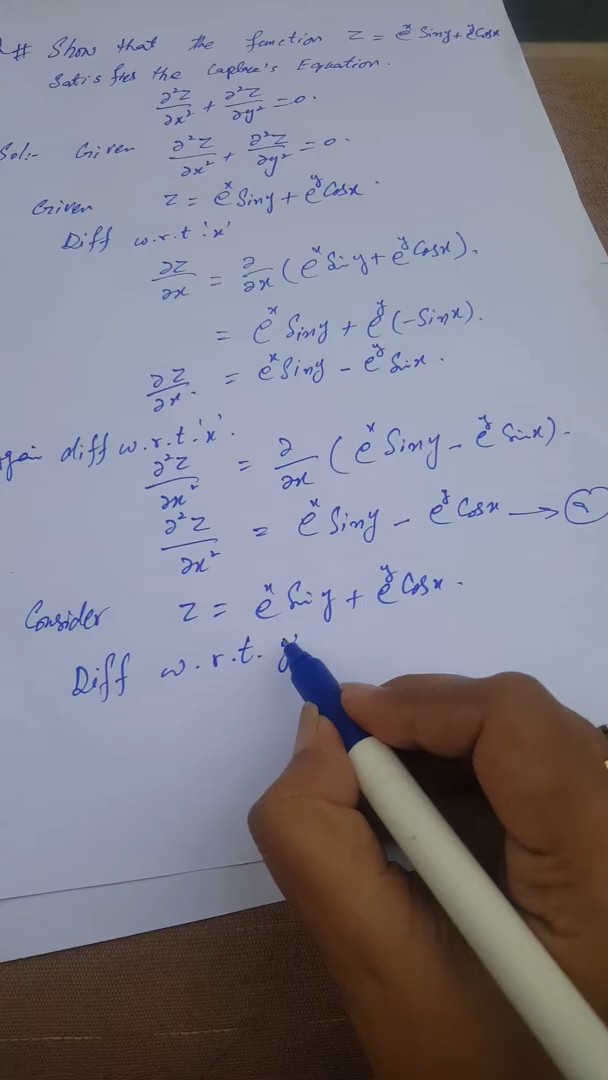 # Show that the function z = e^x Siny + e^y Cosx
Satisfies the Laplace's Equation.
∂²z/∂x² + ∂²z/∂y² = 0.
Sol:- Given ∂²z/∂x² + ∂²z/∂y² = 0.
Given z = e^x Siny + e^y Cosx.
Diff w.r.t 'x'
∂z/∂x = ∂/∂x (e^x Siny + e^y Cosx).
= e^x Siny + e^y (-Sinx).
∂z/∂x. = e^x Siny - e^y Sinx.
gain diff w.r.t. 'x'.
∂²z/∂x² = ∂/∂x (e^x Siny - e^y Sinx).
∂²z/∂x² = e^x Siny - e^y Cosx →
Consider z = e^x Siny + e^y Cosx.
Diff w.r.t. y'